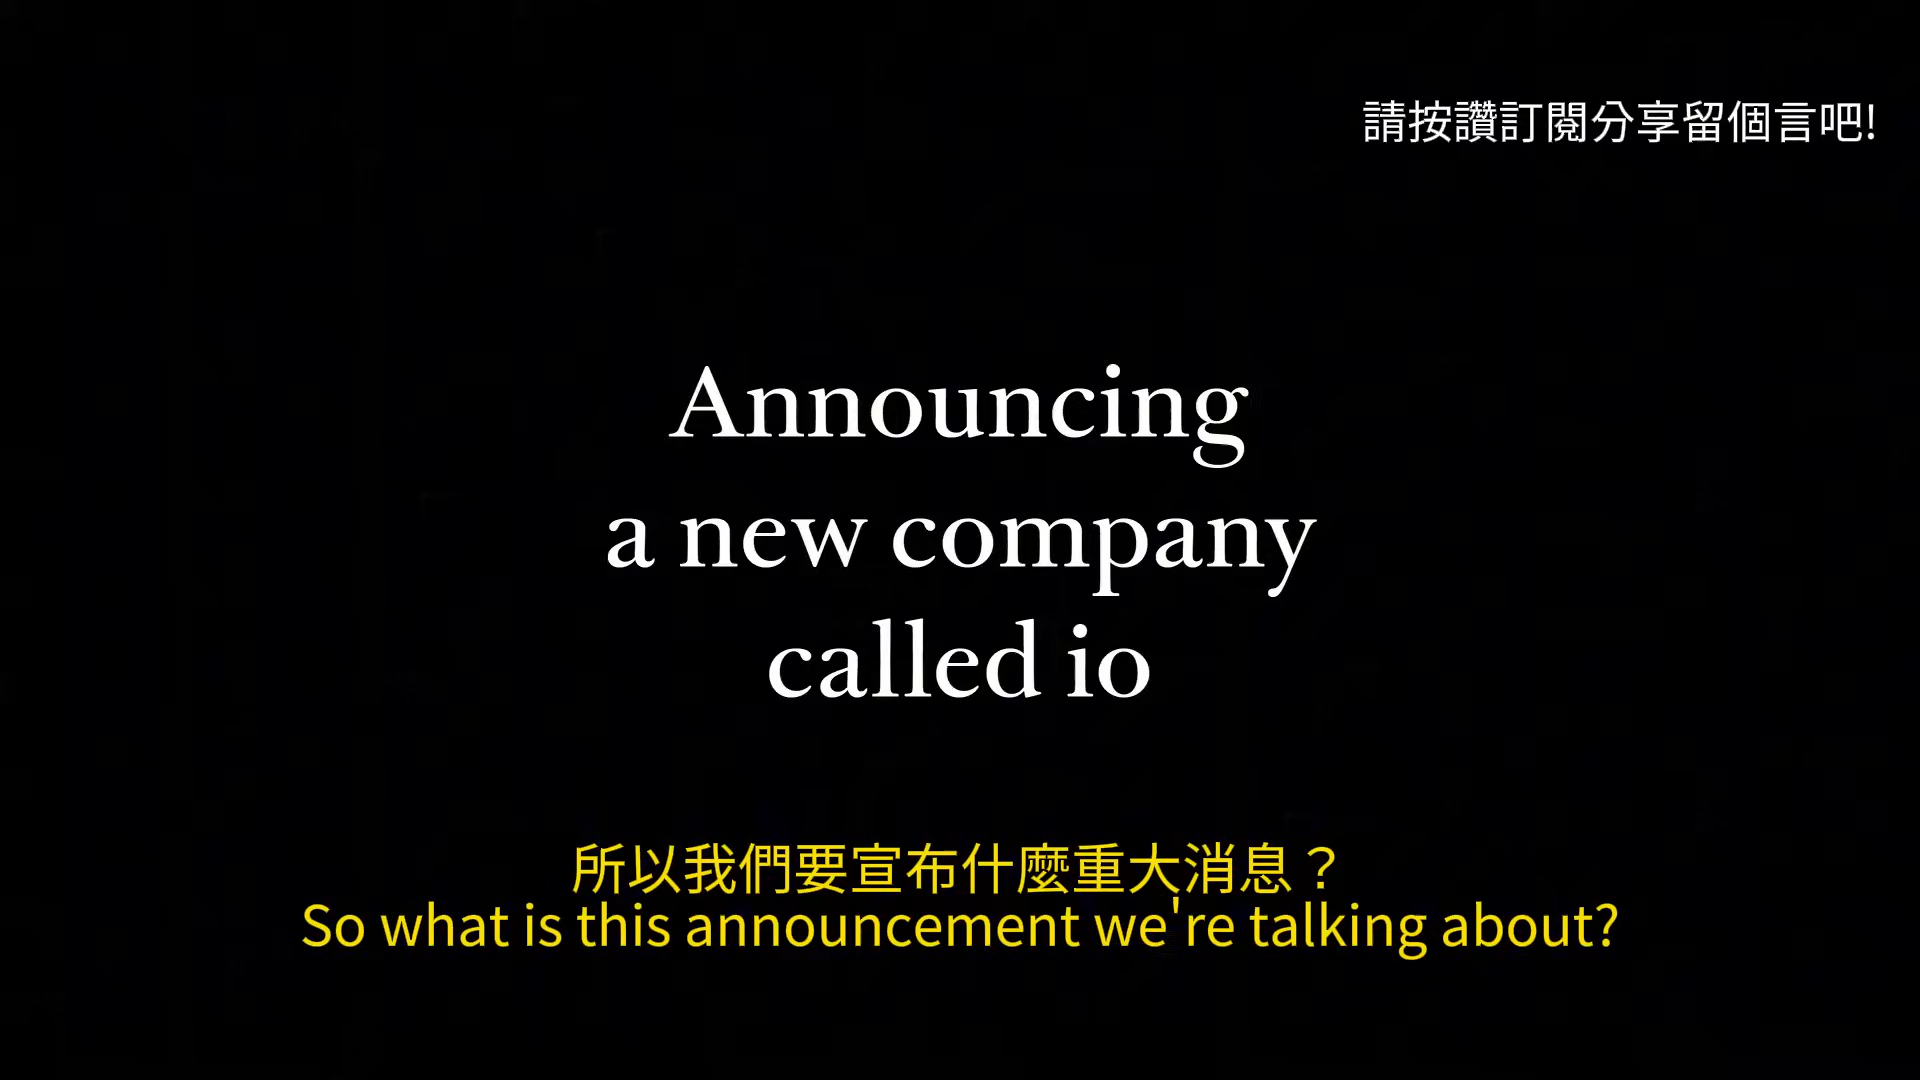 請按讚訂閱分享留個言吧!
Announcing
a new company
called io
所以我們要宣布什麼重大消息？
So what is this announcement we're talking about?